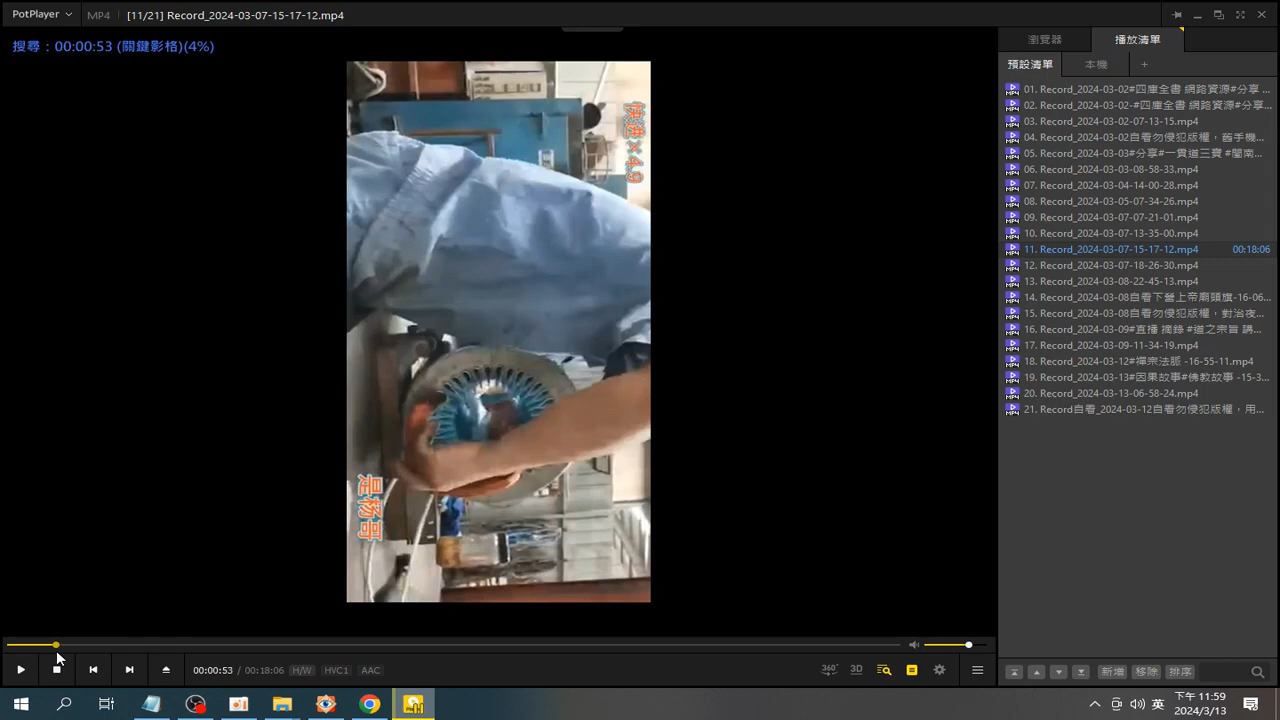 PotPlayer
MP4
[11/21] Record_2024-03-07-15-17-12.mp4
搜尋：00:00:53 (關鍵影格)(4%)
快進×4.9
是杨哥
瀏覽器
播放清單
預設清單
本機
+
01. Record_2024-03-02#四庫全書 網路資源#分享 ...
02. Record_2024-03-02-#四庫全書 網路資源#分享...
03. Record_2024-03-02-07-13-15.mp4
04. Record_2024-03-02自看勿侵犯版權，舊手機...
05. Record_2024-03-03#分享#一貫道三寶 #閩南...
06. Record_2024-03-03-08-58-33.mp4
07. Record_2024-03-04-14-00-28.mp4
08. Record_2024-03-05-07-34-26.mp4
09. Record_2024-03-07-07-21-01.mp4
10. Record_2024-03-07-13-35-00.mp4
11. Record_2024-03-07-15-17-12.mp4 00:18:06
12. Record_2024-03-07-18-26-30.mp4
13. Record_2024-03-08-22-45-13.mp4
14. Record_2024-03-08自看下營上帝廟頭旗-16-06...
15. Record_2024-03-08自看勿侵犯版權，對治夜...
16. Record_2024-03-09#直播 摘錄 #道之宗旨 講...
17. Record_2024-03-09-11-34-19.mp4
18. Record_2024-03-12#禪宗法脈 -16-55-11.mp4
19. Record_2024-03-13#因果故事#佛教故事 -15-3...
20. Record_2024-03-13-06-58-24.mp4
21. Record自看_2024-03-12自看勿侵犯版權，用...
00:00:53 / 00:18:06 H/W HVC1 AAC
360° 3D
新增 移除 排序
英
下午 11:59
2024/3/13